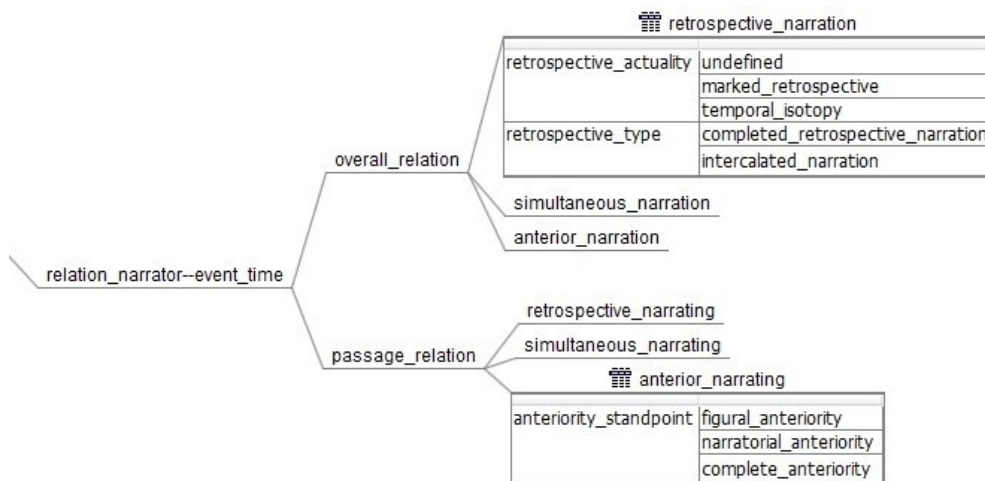 retrospective_narration
retrospective_actuality undefined
marked_retrospective
temporal_isotopy
retrospective_type completed_retrospective_narration
intercalated_narration
overall_relation
simultaneous_narration
anterior_narration
relation_narrator--event_time
retrospective_narrating
simultaneous_narrating
passage_relation
anterior_narrating
anteriority_standpoint figural_anteriority
narratorial_anteriority
complete_anteriority